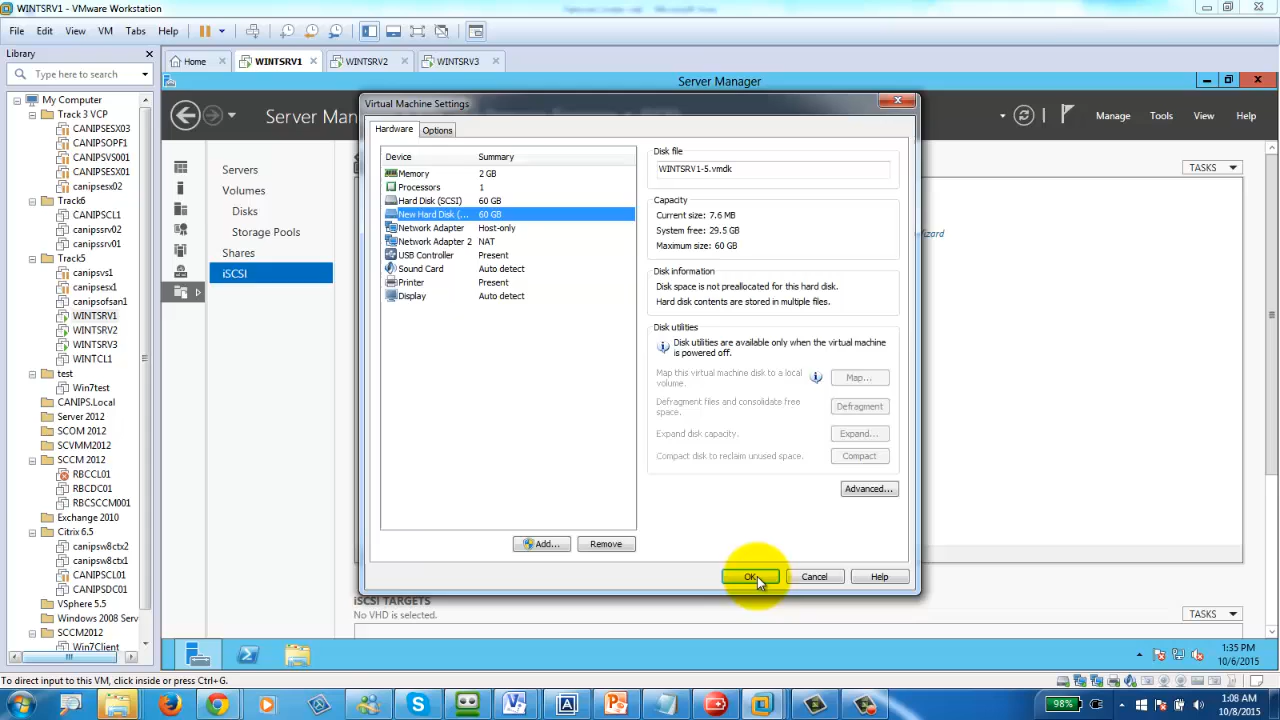 WINTSRV1 - VMware Workstation
File Edit View VM Tabs Help
Library
Type here to search
My Computer
Track 3 VCP
CANIPSESX03
CANIPSOPF1
CANIPSVS001
CANIPSESX01
canipsesx02
Track6
CANIPSCL1
canipssrv02
canipssrv01
Track5
canipsvs1
canipsesx1
canipsofsan1
WINTSRV1
WINTSRV2
WINTSRV3
WINTCL1
test
Win7test
CANIPS.Local
Server 2012
SCOM 2012
SCVMM2012
SCCM 2012
RBCCL01
RBCDC01
RBCSCCM001
Exchange 2010
Citrix 6.5
canipsw8ctx2
canipsw8ctx1
CANIPSCL01
CANIPSDC01
VSphere 5.5
Windows 2008 Serv
SCCM2012
Win7Client
Home WINTSRV1 WINTSRV2 WINTSRV3
Server Manager
Server Ma
Manage Tools View Help
Servers
Volumes
Disks
Storage Pools
Shares
iSCSI
TASKS
Wizard
Virtual Machine Settings
Hardware Options
Device Summary
Memory 2 GB
Processors 1
Hard Disk (SCSI) 60 GB
New Hard Disk (... 60 GB
Network Adapter Host-only
Network Adapter 2 NAT
USB Controller Present
Sound Card Auto detect
Printer Present
Display Auto detect
Add... Remove
Disk file
WINTSRV1-5.vmdk
Capacity
Current size: 7.6 MB
System free: 29.5 GB
Maximum size: 60 GB
Disk information
Disk space is not preallocated for this hard disk.
Hard disk contents are stored in multiple files.
Disk utilities
Disk utilities are available only when the virtual machine
is powered off.
Map this virtual machine disk to a local
volume.
Map...
Defragment files and consolidate free
space.
Defragment
Expand disk capacity.
Expand...
Compact disk to reclaim unused space.
Compact
Advanced...
OK Cancel Help
iSCSI TARGETS
No VHD is selected.
TASKS
1:35 PM
10/6/2015
To direct input to this VM, click inside or press Ctrl+G.
98%
1:08 AM
10/8/2015